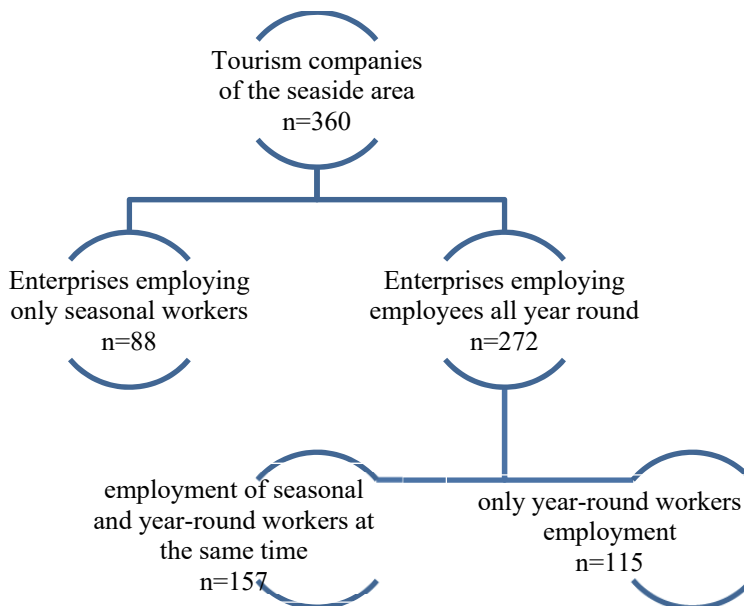 Tourism companies
of the seaside area
n=360
Enterprises employing
only seasonal workers
n=88
Enterprises employing
employees all year round
n=272
employment of seasonal
and year-round workers at
the same time
n=157
only year-round workers
employment
n=115